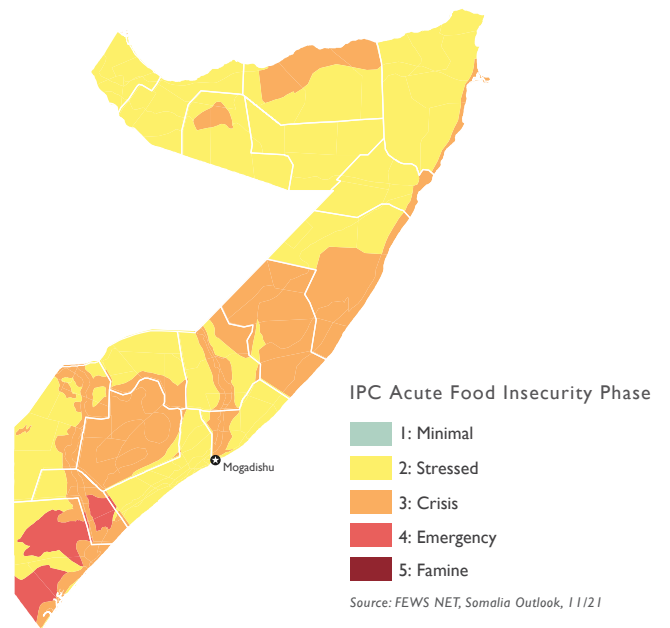 Mogadishu
IPC Acute Food Insecurity Phase
1: Minimal
2: Stressed
3: Crisis
4: Emergency
5: Famine
Source: FEWS NET, Somalia Outlook, 11/21